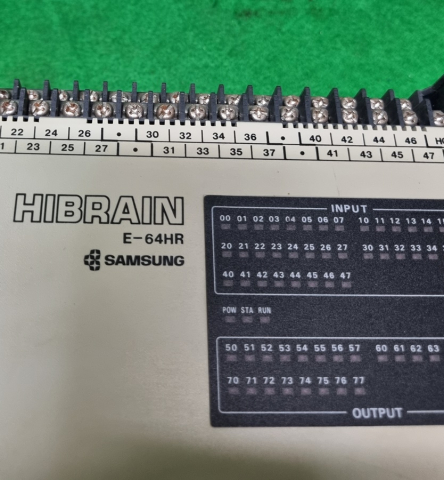 22 24 26 • 30 32 34 36 • 40 42 44 46
23 25 27 • 31 33 35 37 • 41 43 45 47
HIBRAIN
E-64HR
SAMSUNG
INPUT
00 01 02 03 04 05 06 07 10 11 12 13 14
20 21 22 23 24 25 26 27 30 31 32 33 34
40 41 42 43 44 45 46 47
POW STA RUN
50 51 52 53 54 55 56 57 60 61 62 63
70 71 72 73 74 75 76 77
OUTPUT